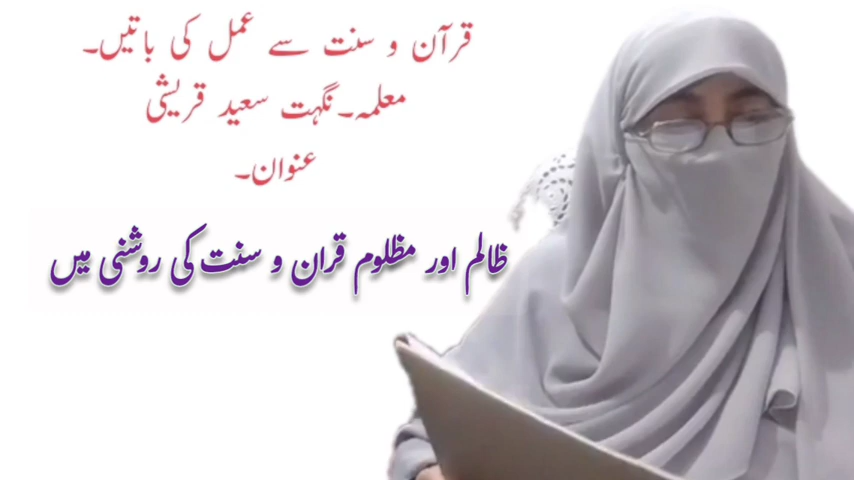 قرآن و سنت سے عمل کی باتیں۔
معلمہ۔نگہت سعید قریشی
عنوان۔
ظالم اور مظلوم قران و سنت کی روشنی میں